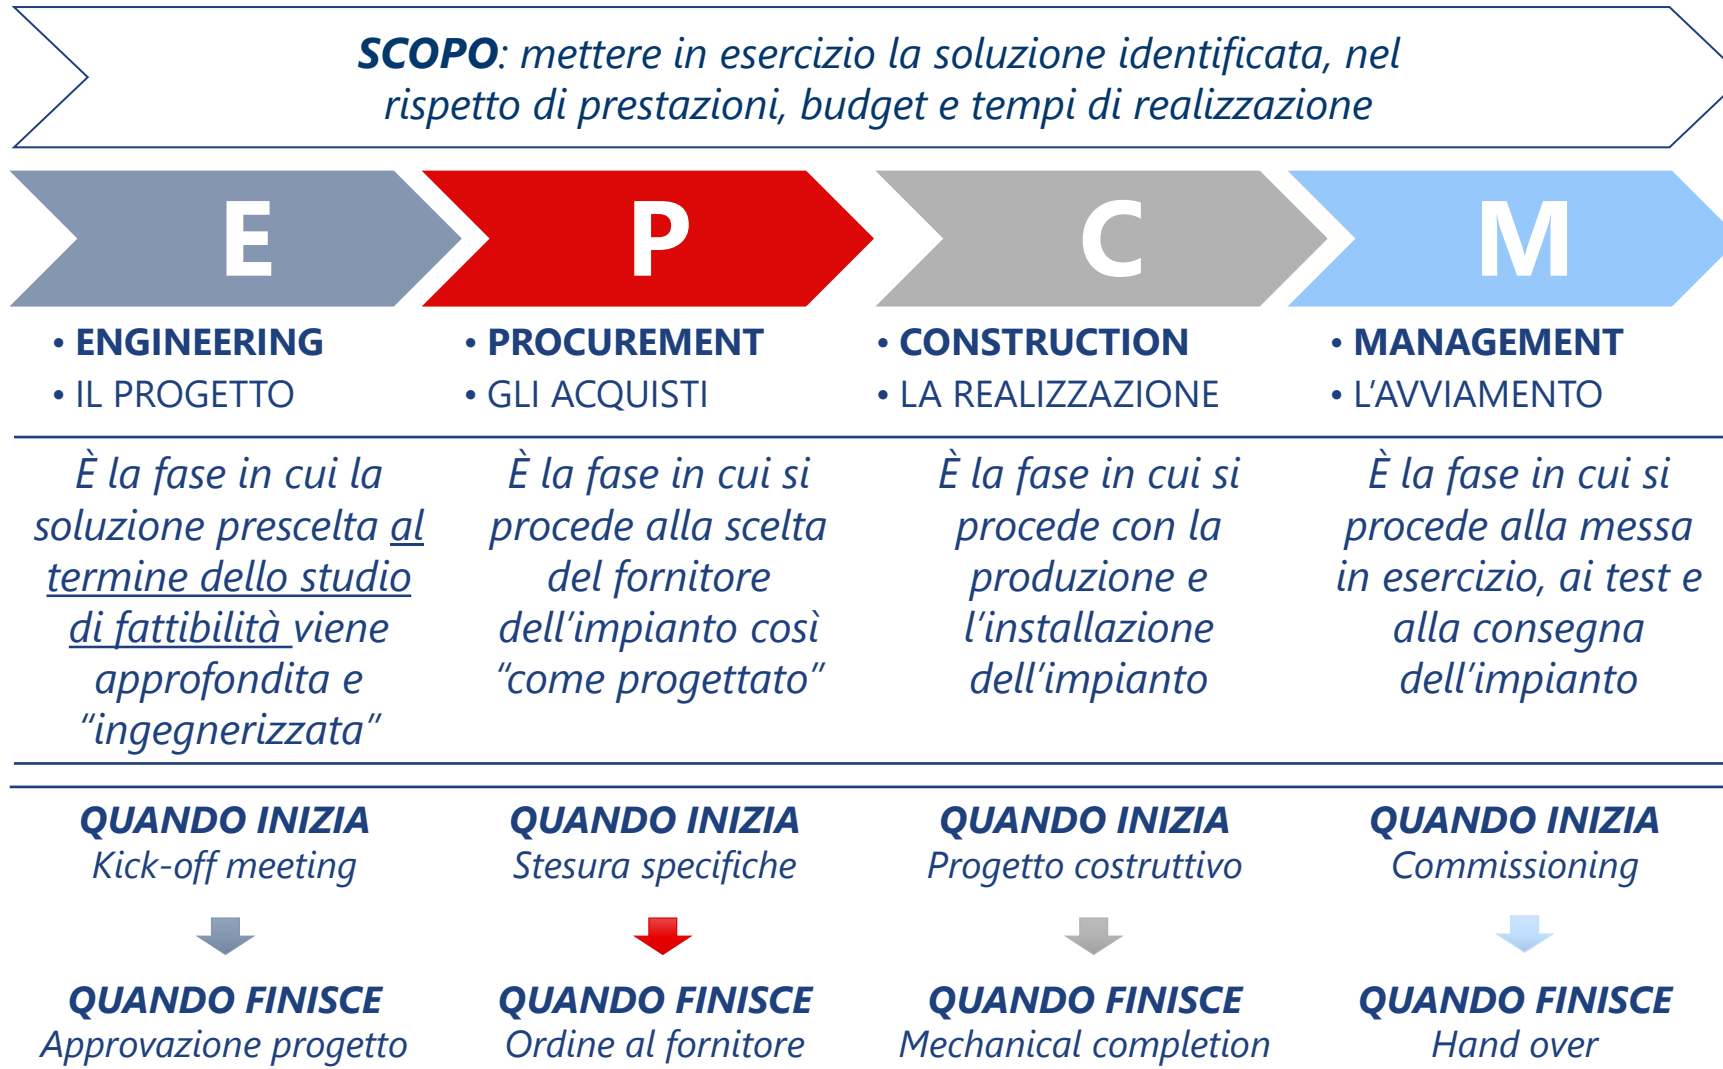 SCOPO: mettere in esercizio la soluzione identificata, nel
rispetto di prestazioni, budget e tempi di realizzazione
E
P
C
M
• ENGINEERING
• IL PROGETTO
• PROCUREMENT
• GLI ACQUISTI
• CONSTRUCTION
• LA REALIZZAZIONE
• MANAGEMENT
• L'AVVIAMENTO
È la fase in cui la
soluzione prescelta al
termine dello studio
di fattibilità viene
approfondita e
“ingegnerizzata”
È la fase in cui si
procede alla scelta
del fornitore
dell'impianto così
“come progettato”
È la fase in cui si
procede con la
produzione e
l'installazione
dell'impianto
È la fase in cui si
procede alla messa
in esercizio, ai test e
alla consegna
dell'impianto
QUANDO INIZIA
Kick-off meeting
QUANDO FINISCE
Approvazione progetto
QUANDO INIZIA
Stesura specifiche
QUANDO FINISCE
Ordine al fornitore
QUANDO INIZIA
Progetto costruttivo
QUANDO FINISCE
Mechanical completion
QUANDO INIZIA
Commissioning
QUANDO FINISCE
Hand over